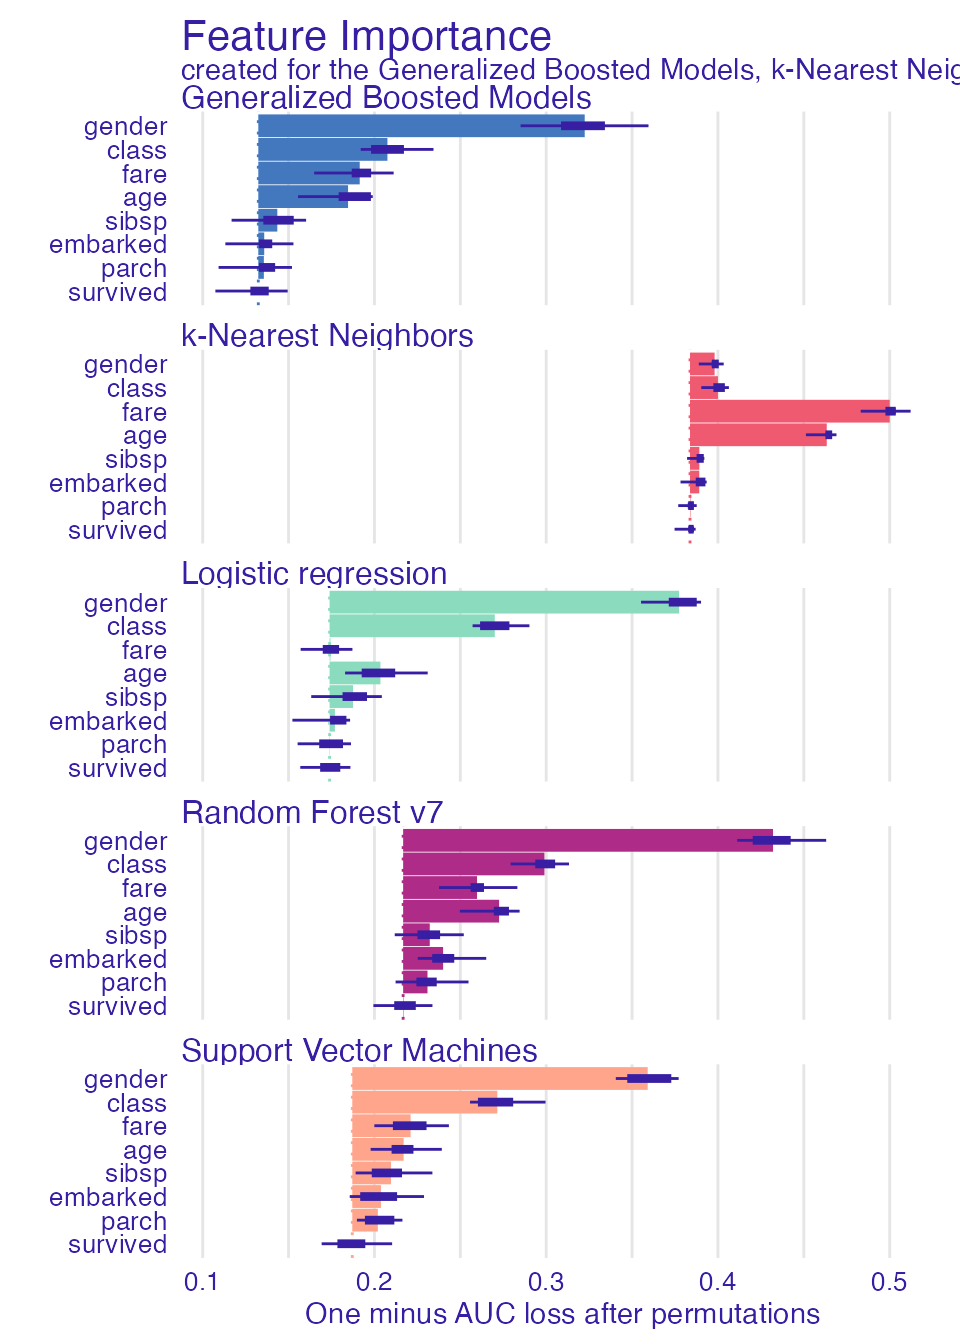 Feature Importance
created for the Generalized Boosted Models, k-Nearest Neig
Generalized Boosted Models
gender
class
fare
age
sibsp
embarked
parch
survived
k-Nearest Neighbors
gender
class
fare
age
sibsp
embarked
parch
survived
Logistic regression
gender
class
fare
age
sibsp
embarked
parch
survived
Random Forest v7
gender
class
fare
age
sibsp
embarked
parch
survived
Support Vector Machines
gender
class
fare
age
sibsp
embarked
parch
survived
0.1 0.2 0.3 0.4 0.5
One minus AUC loss after permutations